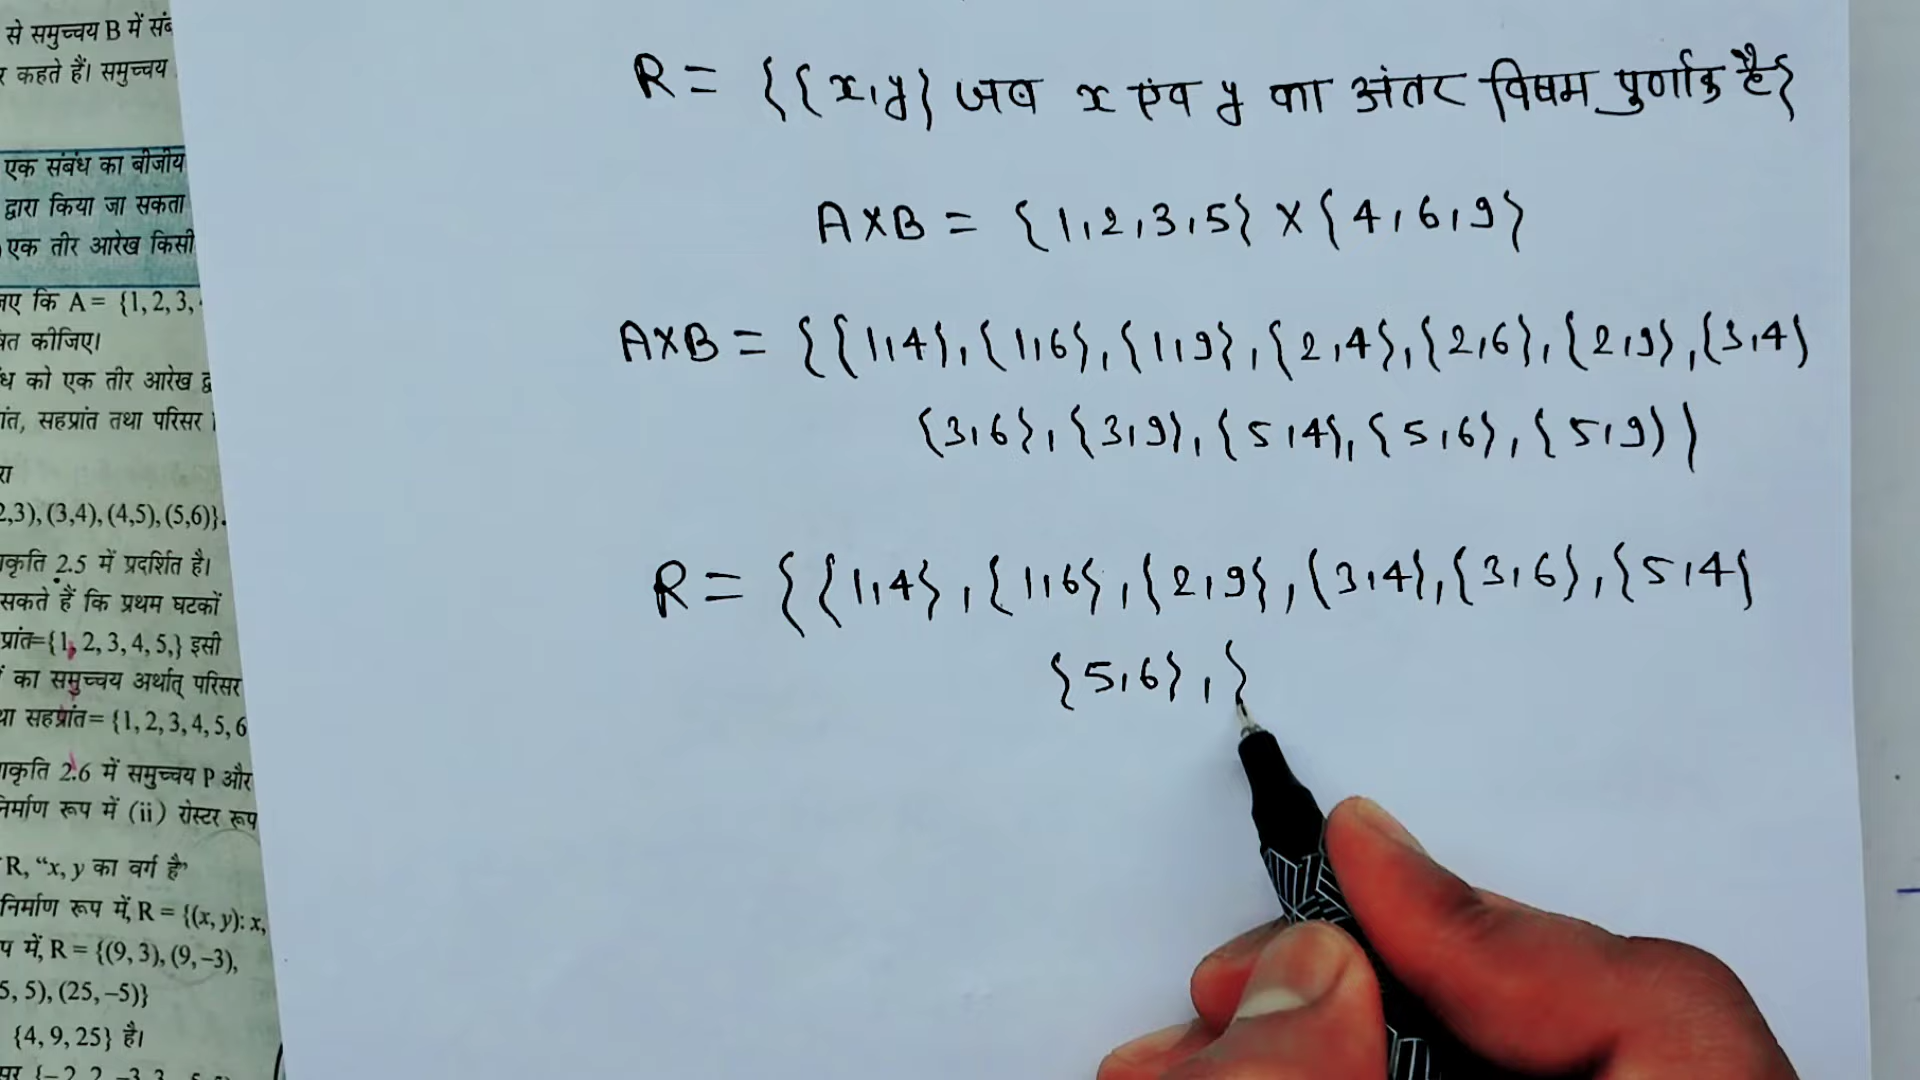 से समुच्चय B में संब
र कहते हैं। समुच्चय
एक संबंध का बीजीय
द्वारा किया जा सकता
एक तीर आरेख किसी
जए कि A = {1, 2, 3,
कीजिए।
ध को एक तीर आरेख द्व
ंत, सहप्रांत तथा परिसर
रा
2,3), (3,4), (4,5), (5,6)}.
कृति 2.5 में प्रदर्शित है।
सकते हैं कि प्रथम घटकों
प्रांत={1, 2, 3, 4, 5,} इसी
का समुच्चय अर्थात् परिसर
था सहप्रांत= {1, 2, 3, 4, 5, 6
कृति 2.6 में समुच्चय P और
निर्माण रूप में (ii) रोस्टर रूप
R, “x, y का वर्ग है”
निर्माण रूप में, R = {(x, y): x,
प में, R = {(9, 3), (9, –3),
5, 5), (25, –5)}
{4, 9, 25} है।
R = {{x,y} जब x एंव y का अंतर विषम पुर्णाक है}
A×B = {1,2,3,5} × {4,6,9}
A×B = {{1,4},{1,6},{1,9},{2,4},{2,6},{2,9},(3,4}
{3,6},{3,9},{5,4},{5,6},{5,9)}
R = {{1,4},{1,6},{2,9},(3,4},{3,6},{5,4}
{5,6},}